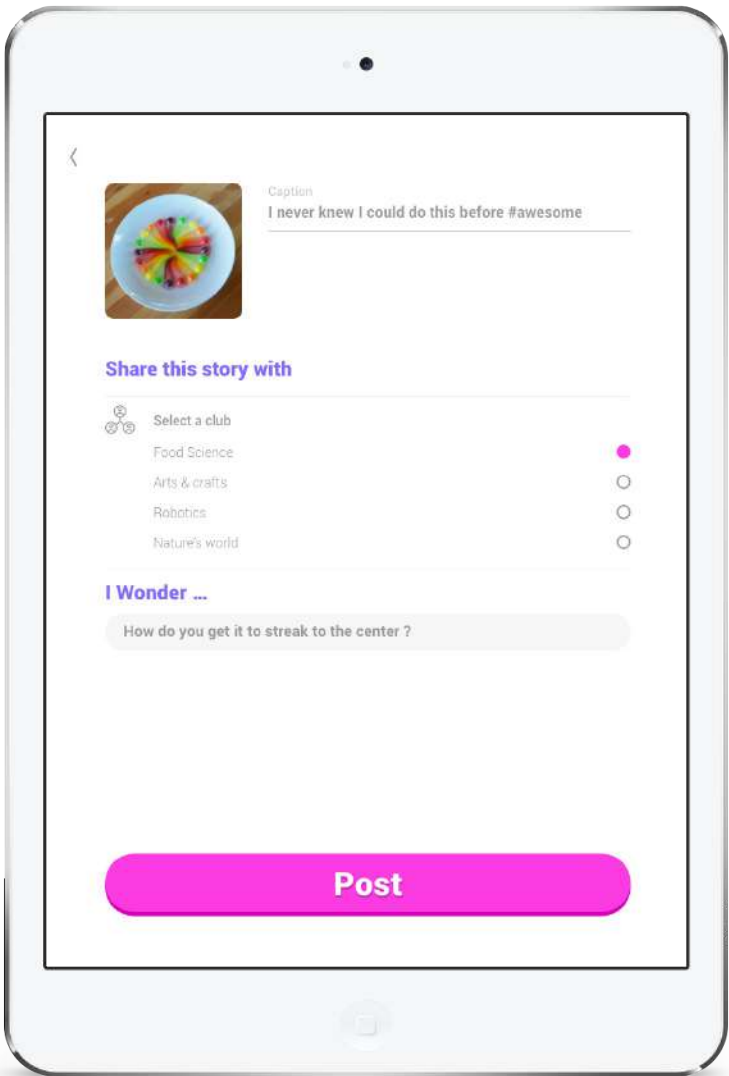 Caption
I never knew I could do this before #awesome
Share this story with
Select a club
Food Science
Arts & crafts
Robotics
Nature's world
I Wonder ...
How do you get it to streak to the center ?
Post